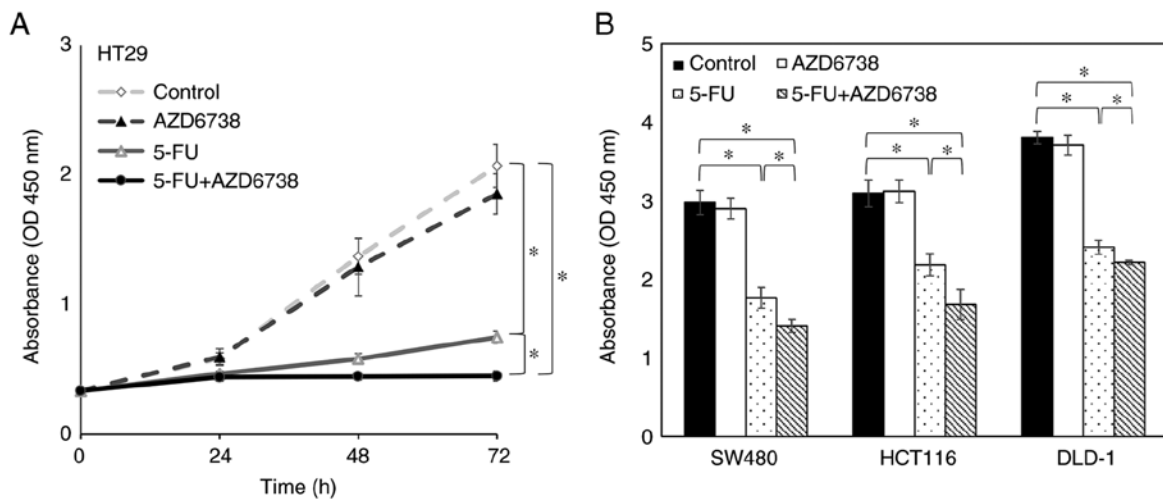 A
HT29
Control
AZD6738
5-FU
5-FU+AZD6738
Absorbance (OD 450 nm)
3
2
1
0
0 24 48 72
Time (h)
*
*
*
B
Control AZD6738
5-FU 5-FU+AZD6738
Absorbance (OD 450 nm)
5
4
3
2
1
0
*
* *
*
* *
*
* *
SW480 HCT116 DLD-1